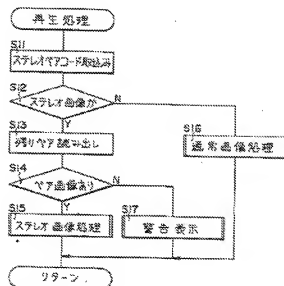 再生処理
S11
ステレオペアコード取込み
S12
ステレオ画像か
N
Y
S13
残りペア読み出し
S16
通常画像処理
S14
ペア画像あり
N
Y
S15
ステレオ画像処理
S17
警告表示
リターン